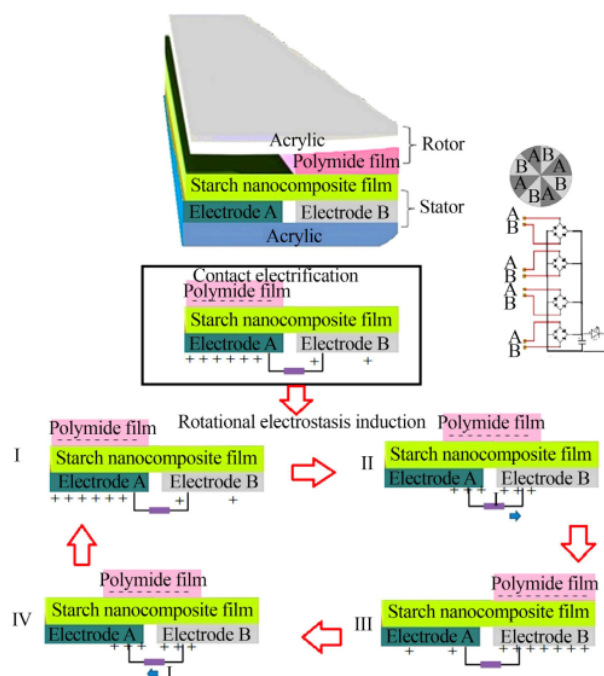 Acrylic
Rotor
Polymide film
Starch nanocomposite film
Electrode A
Electrode B
Stator
Acrylic
A
B
B
A
A
B
B
A
A
B
A
B
A
B
A
B
Contact electrification
Polymide film
Starch nanocomposite film
Electrode A
Electrode B
+ + + + + +
+
+
Rotational electrostasis induction
I
Polymide film
Starch nanocomposite film
Electrode A
Electrode B
+ + + + + +
+
+
II
Polymide film
Starch nanocomposite film
Electrode A
Electrode B
+ + +
+ + +
I
IV
Polymide film
Starch nanocomposite film
Electrode A
Electrode B
+ + +
+ + +
I
III
Polymide film
Starch nanocomposite film
Electrode A
Electrode B
+
+
+ + + + + +